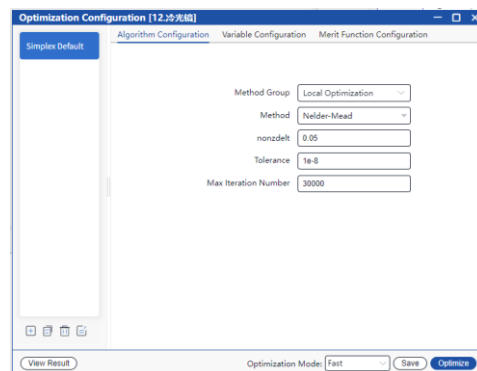 Optimization Configuration [12.冷光镜]
Simplex Default
Algorithm Configuration Variable Configuration Merit Function Configuration
Method Group Local Optimization
Method Nelder-Mead
nonzdelt 0.05
Tolerance 1e-8
Max Iteration Number 30000
View Result Optimization Mode: Fast Save Optimize